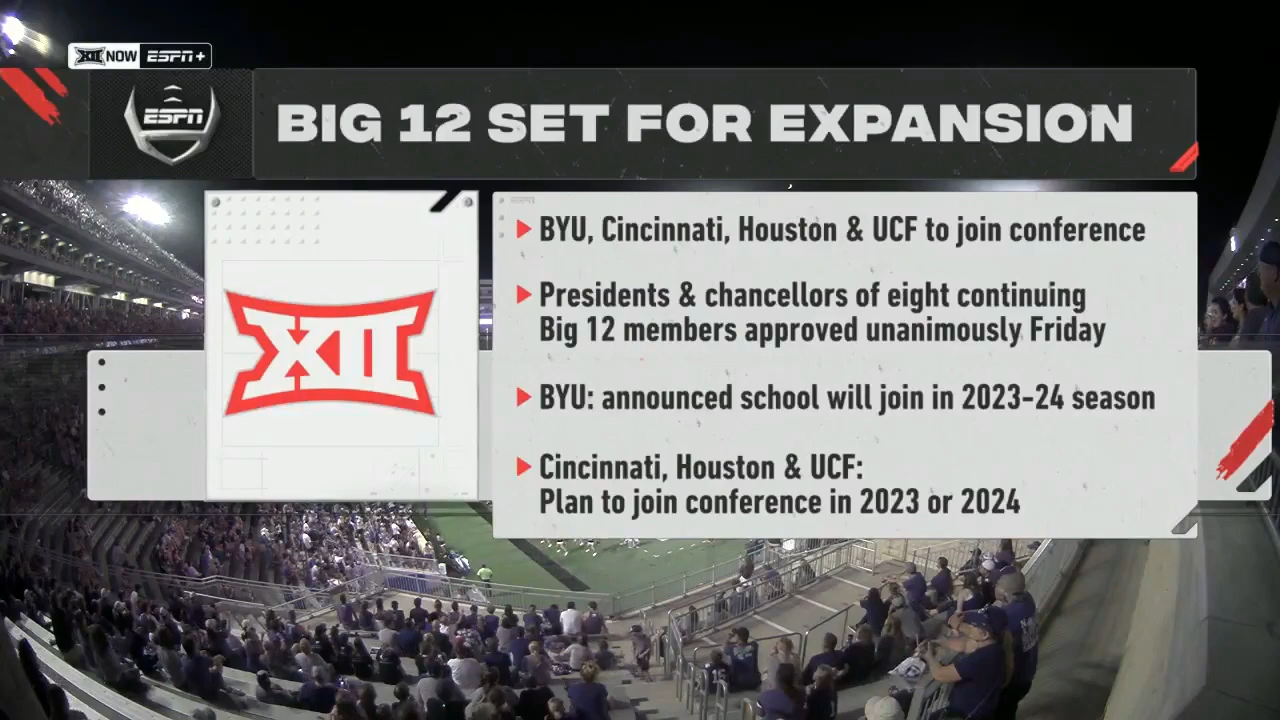 XII NOW ESPN+
ESPN
BIG 12 SET FOR EXPANSION
XII
BYU, Cincinnati, Houston & UCF to join conference
Presidents & chancellors of eight continuing
Big 12 members approved unanimously Friday
BYU: announced school will join in 2023-24 season
Cincinnati, Houston & UCF:
Plan to join conference in 2023 or 2024
15